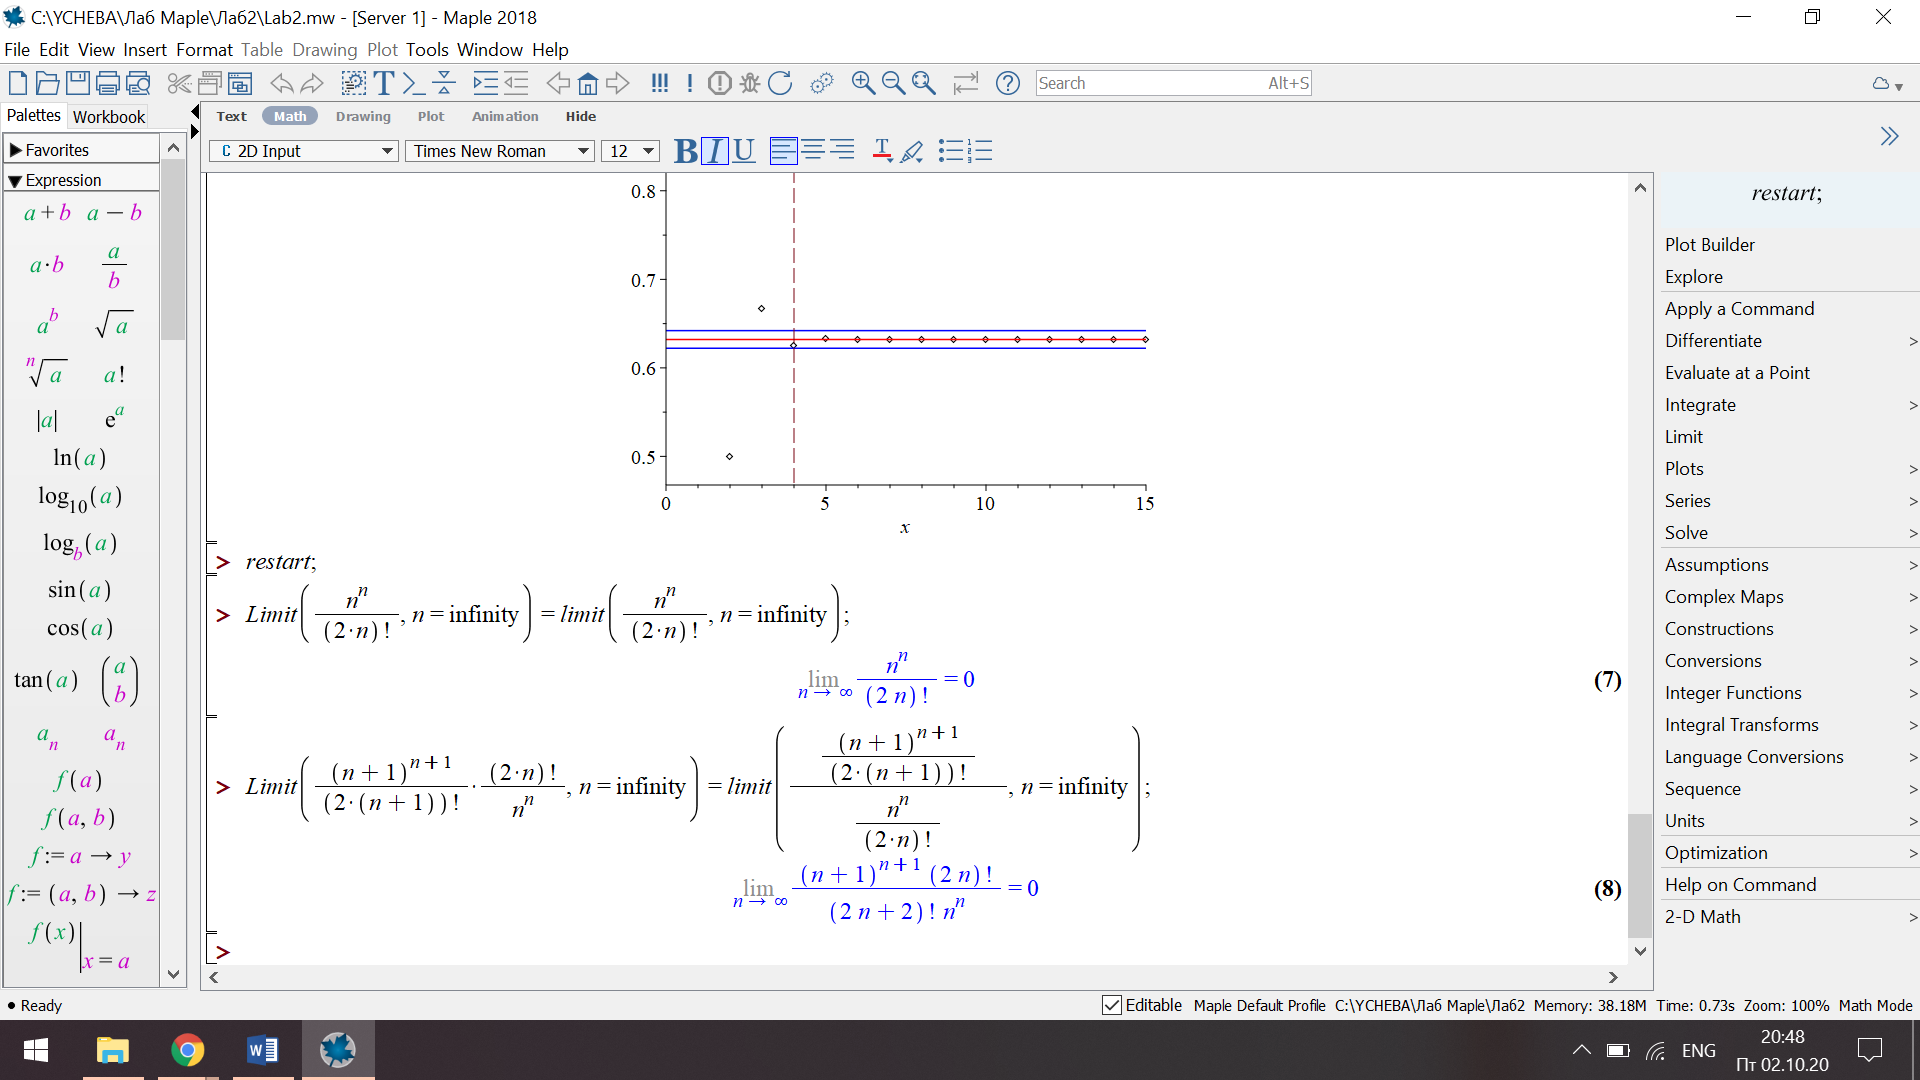 C:\YCHEBA\Лаб Maple\Лаб2\Lab2.mw - [Server 1] - Maple 2018
File Edit View Insert Format Table Drawing Plot Tools Window Help
Search Alt+S
Palettes Workbook
Text Math Drawing Plot Animation Hide
C 2D Input Times New Roman 12 B I U
Favorites
Expression
a + b a − b
a·b a/b
a^b √a
n√a a!
|a| e^a
ln(a)
log_10(a)
log_b(a)
sin(a)
cos(a)
tan(a) (a b)
a_n a_n
f(a)
f(a, b)
f := a → y
f := (a, b) → z
f(x)| x = a
0.8
0.7
0.6
0.5
0 5 10 15
x
> restart;
> Limit(n^n/(2·n)!, n = infinity) = limit(n^n/(2·n)!, n = infinity);
lim n → ∞ n^n/(2 n)! = 0 (7)
> Limit((n + 1)^(n + 1)/(2·(n + 1))! · (2·n)!/n^n, n = infinity) = limit(((n + 1)^(n + 1)/(2·(n + 1))!)/(n^n/(2·n)!), n = infinity);
lim n → ∞ (n + 1)^(n + 1) (2 n)!/((2 n + 2)! n^n) = 0 (8)
>
restart;
Plot Builder
Explore
Apply a Command
Differentiate >
Evaluate at a Point
Integrate >
Limit
Plots >
Series >
Solve >
Assumptions >
Complex Maps >
Constructions >
Conversions >
Integer Functions >
Integral Transforms >
Language Conversions >
Sequence >
Units >
Optimization >
Help on Command
2-D Math >
Ready
Editable Maple Default Profile C:\YCHEBA\Лаб Maple\Лаб2 Memory: 38.18M Time: 0.73s Zoom: 100% Math Mode
ENG
20:48
Пт 02.10.20